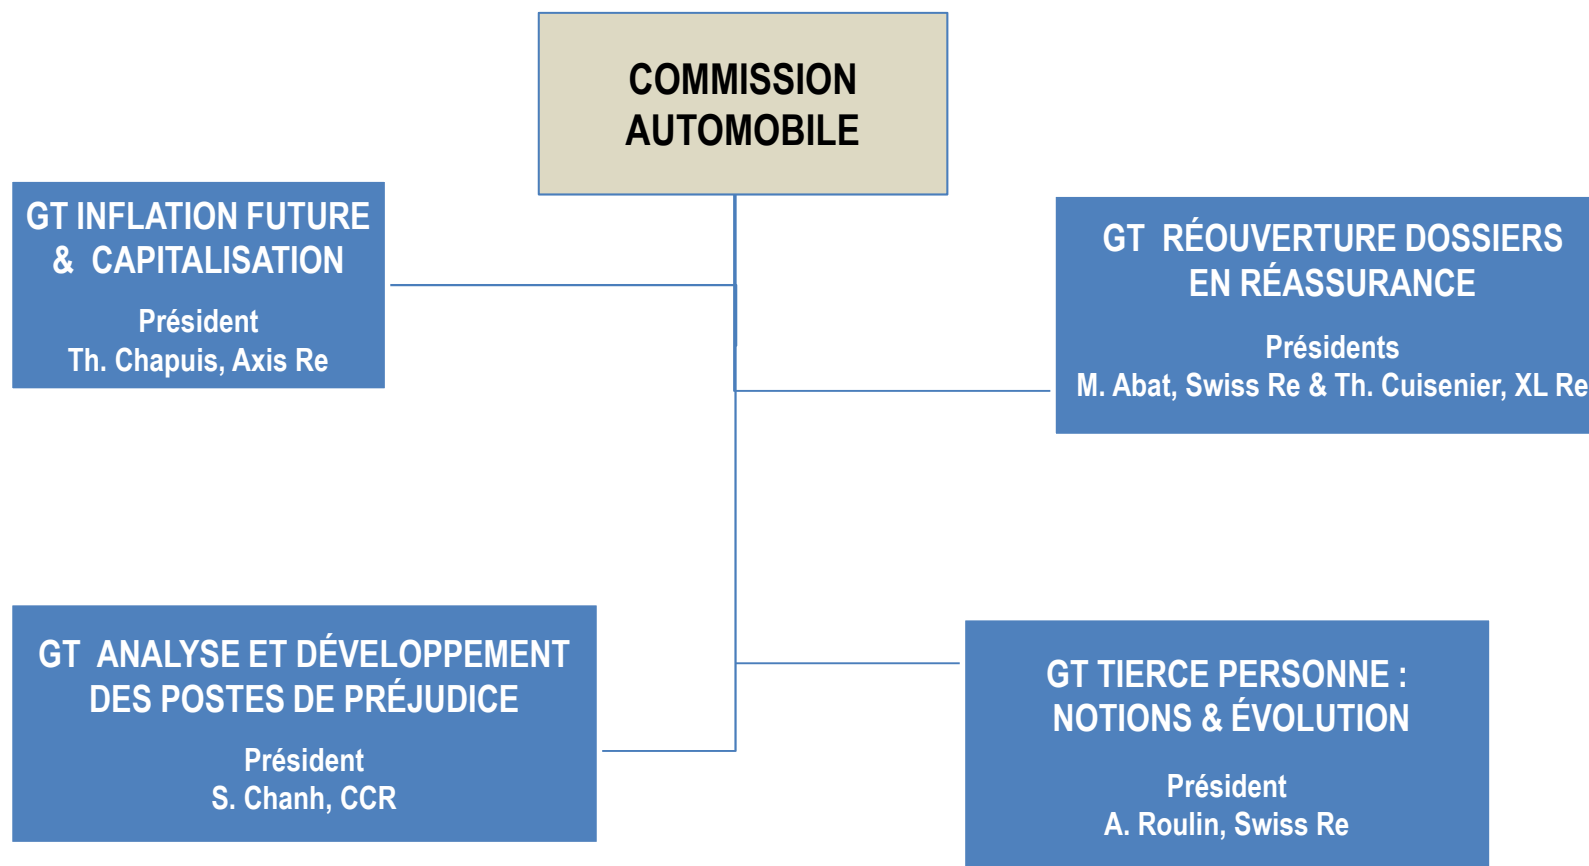 COMMISSION
AUTOMOBILE
GT INFLATION FUTURE
& CAPITALISATION
Président
Th. Chapuis, Axis Re
GT RÉOUVERTURE DOSSIERS
EN RÉASSURANCE
Présidents
M. Abat, Swiss Re & Th. Cuisenier, XL Re
GT ANALYSE ET DÉVELOPPEMENT
DES POSTES DE PRÉJUDICE
Président
S. Chanh, CCR
GT TIERCE PERSONNE :
NOTIONS & ÉVOLUTION
Président
A. Roulin, Swiss Re